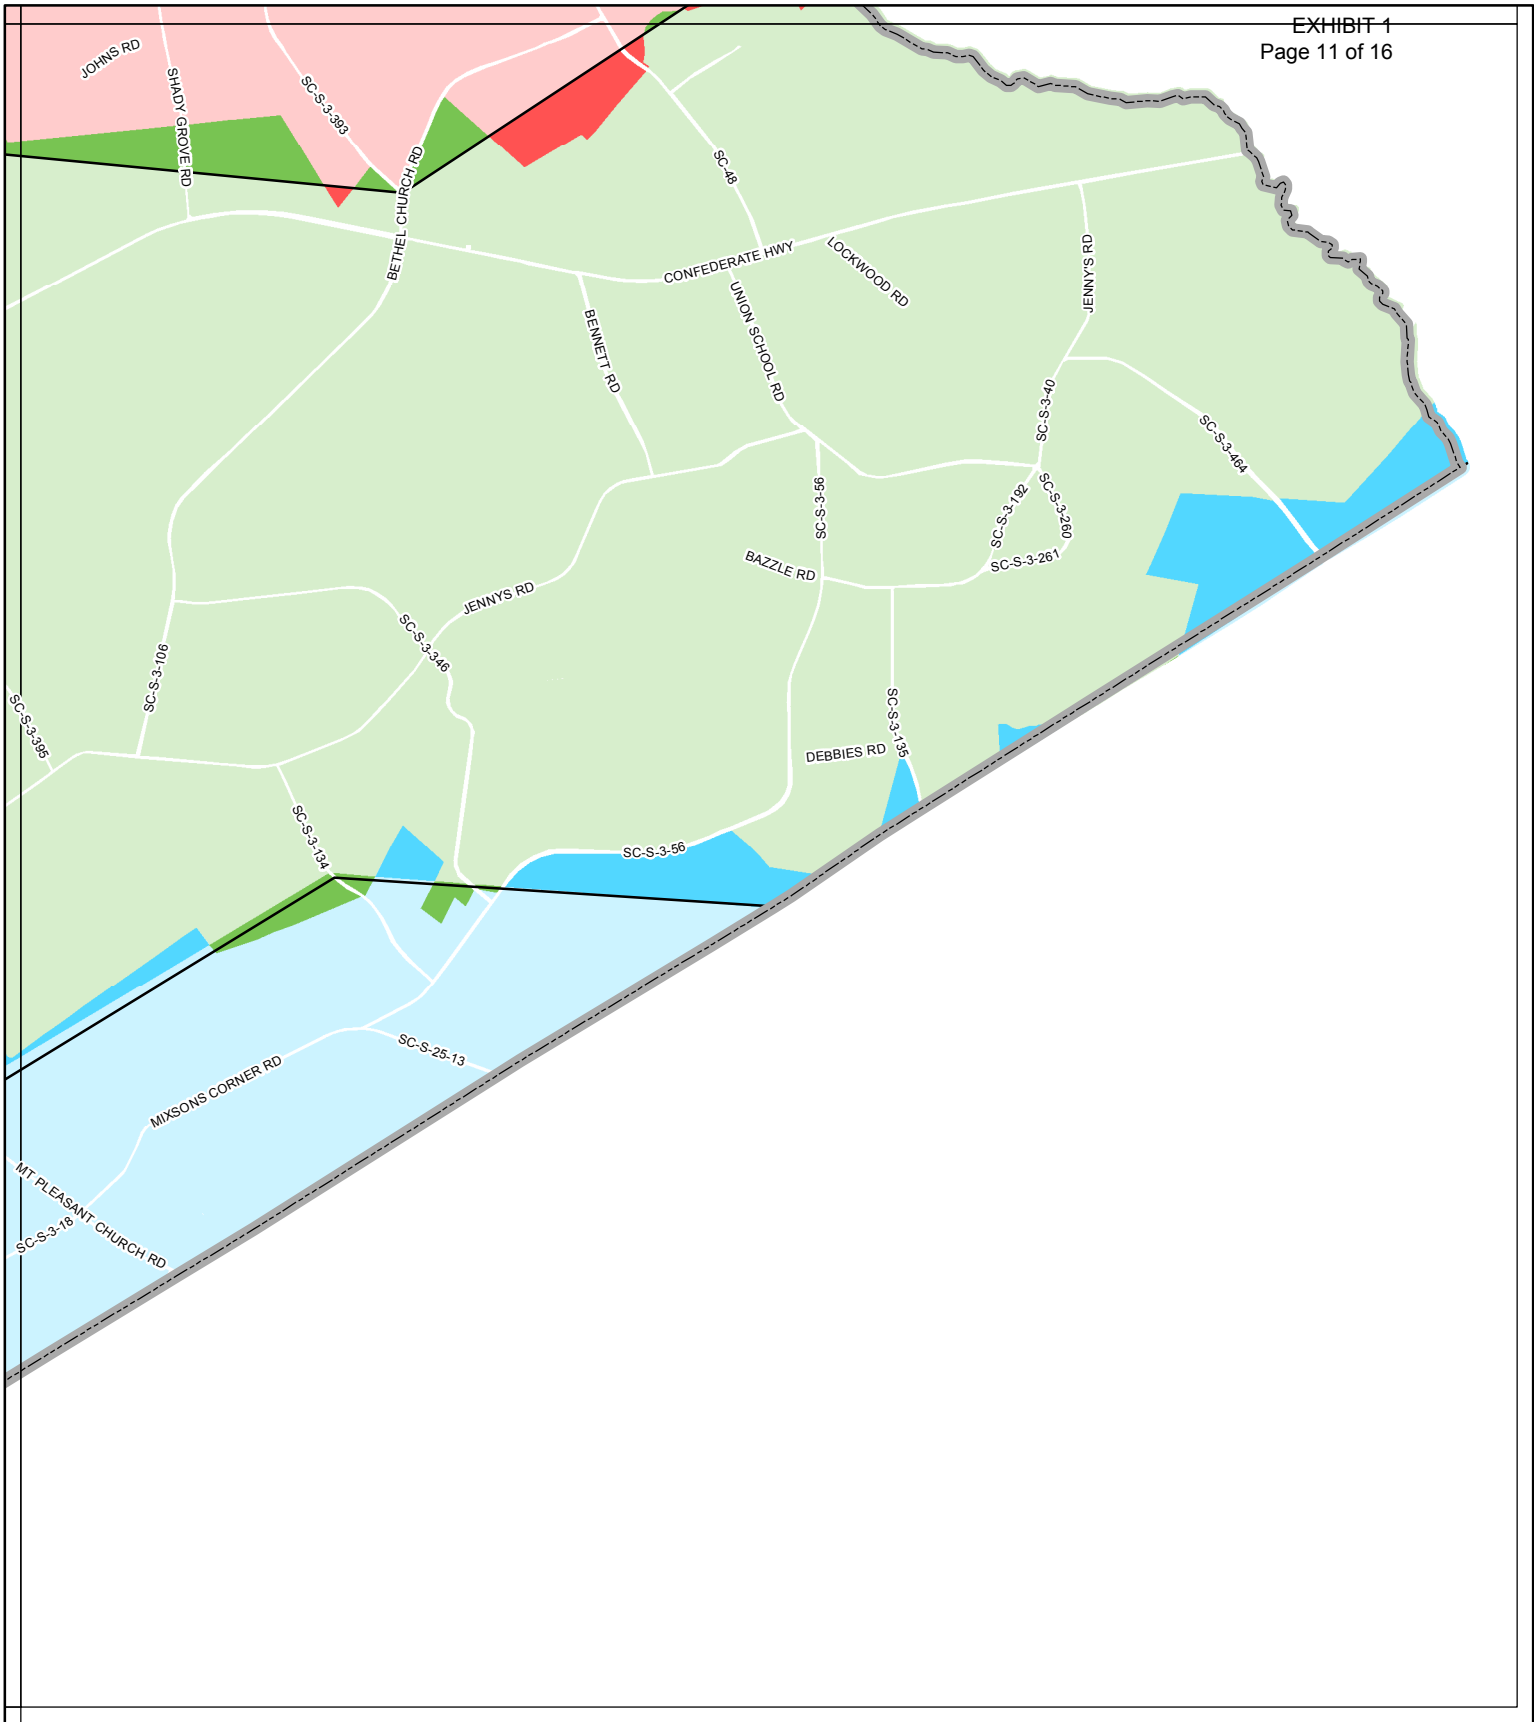 EXHIBIT 1
Page 11 of 16
JOHNS RD
SHADY GROVE RD
SC-S-3-393
BETHEL CHURCH RD
SC-48
CONFEDERATE HWY
LOCKWOOD RD
JENNY'S RD
BENNETT RD
UNION SCHOOL RD
SC-S-3-40
SC-S-3-464
SC-S-3-56
SC-S-3-192
SC-S-3-260
SC-S-3-261
BAZZLE RD
JENNYS RD
SC-S-3-346
SC-S-3-106
SC-S-3-395
SC-S-3-135
DEBBIES RD
SC-S-3-134
SC-S-3-56
SC-S-25-13
MIXSONS CORNER RD
MT PLEASANT CHURCH RD
SC-S-3-18